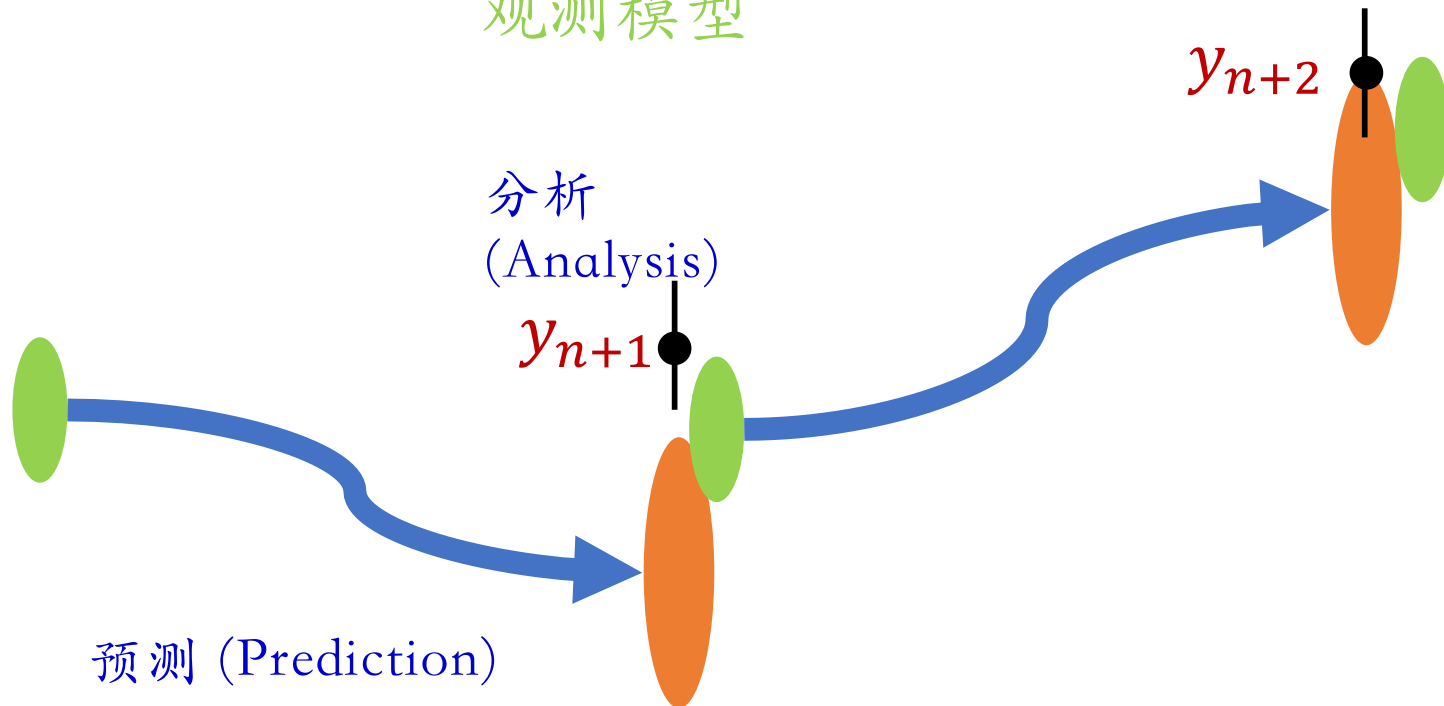 观测模型
y_{n+2}
分析
(Analysis)
y_{n+1}
预测 (Prediction)